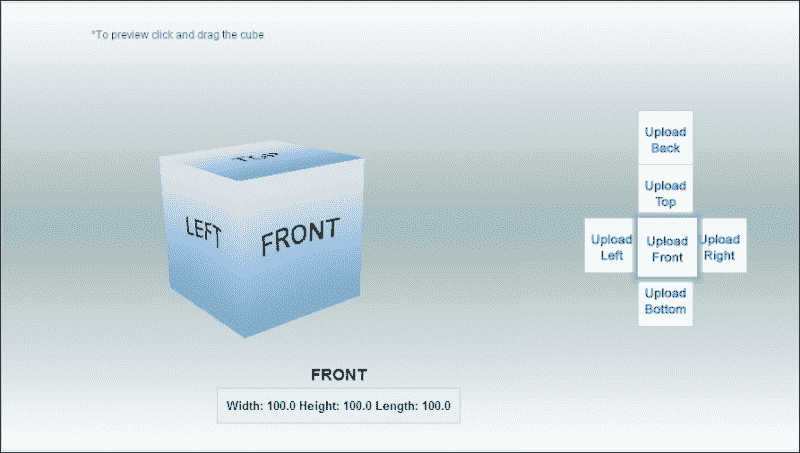 *To preview click and drag the cube
Upload
Back
TOP
Upload
Top
LEFT
FRONT
Upload
Left
Upload
Front
Upload
Right
Upload
Bottom
FRONT
Width: 100.0 Height: 100.0 Length: 100.0